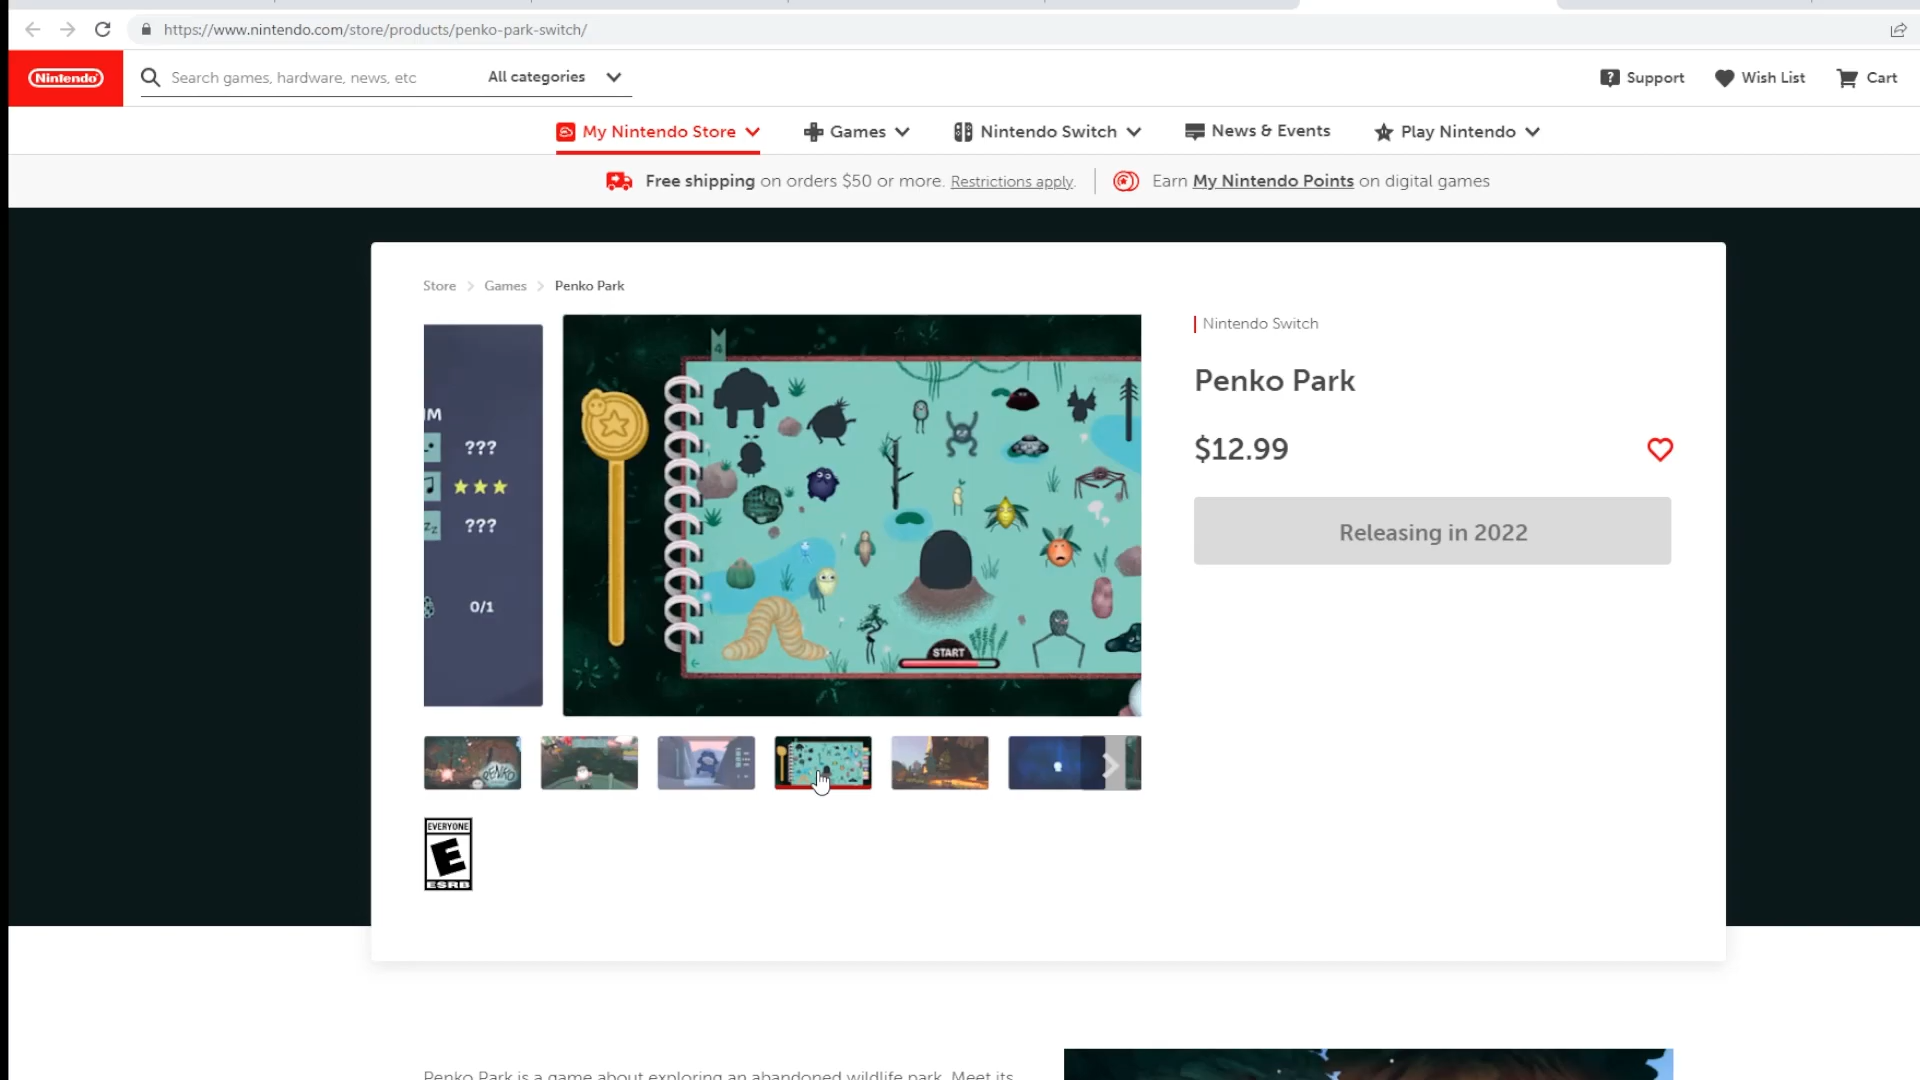 https://www.nintendo.com/store/products/penko-park-switch/
Nintendo
Search games, hardware, news, etc
All categories
Support
Wish List
Cart
My Nintendo Store
Games
Nintendo Switch
News & Events
Play Nintendo
Free shipping on orders $50 or more. Restrictions apply.
Earn My Nintendo Points on digital games
Store > Games > Penko Park
4
IM
???
???
0/1
START
Nintendo Switch
Penko Park
$12.99
Releasing in 2022
PENKO
EVERYONE
E
ESRB
Penko Park is a game about exploring an abandoned wildlife park. Meet its